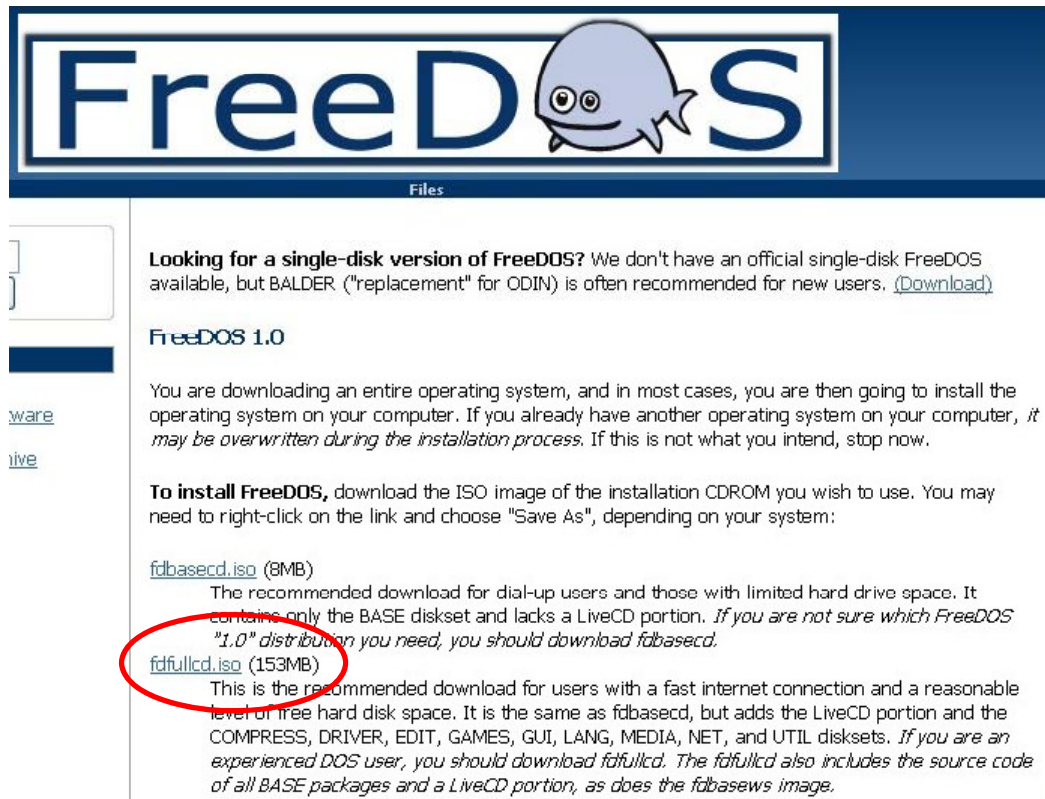 FreeDOS
Files
Looking for a single-disk version of FreeDOS? We don't have an official single-disk FreeDOS
available, but BALDER ("replacement" for ODIN) is often recommended for new users. (Download)
FreeDOS 1.0
You are downloading an entire operating system, and in most cases, you are then going to install the
ware
operating system on your computer. If you already have another operating system on your computer, it
may be overwritten during the installation process. If this is not what you intend, stop now.
hive
To install FreeDOS, download the ISO image of the installation CDROM you wish to use. You may
need to right-click on the link and choose "Save As", depending on your system:
fdbasecd.iso (8MB)
The recommended download for dial-up users and those with limited hard drive space. It
contains only the BASE diskset and lacks a LiveCD portion. If you are not sure which FreeDOS
"1.0" distribution you need, you should download fdbasecd.
fdfullcd.iso (153MB)
This is the recommended download for users with a fast internet connection and a reasonable
level of free hard disk space. It is the same as fdbasecd, but adds the LiveCD portion and the
COMPRESS, DRIVER, EDIT, GAMES, GUI, LANG, MEDIA, NET, and UTIL disksets. If you are an
experienced DOS user, you should download fdfullcd. The fdfullcd also includes the source code
of all BASE packages and a LiveCD portion, as does the fdbasews image.